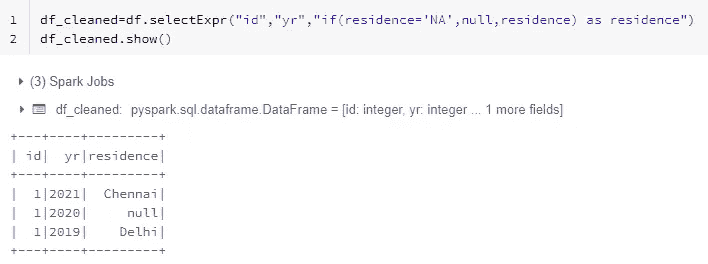 1 df_cleaned=df.selectExpr("id","yr","if(residence='NA',null,residence) as residence")
2 df_cleaned.show()
(3) Spark Jobs
df_cleaned: pyspark.sql.dataframe.DataFrame = [id: integer, yr: integer ... 1 more fields]
+---+----+---------+
| id|  yr|residence|
+---+----+---------+
|  1|2021|  Chennai|
|  1|2020|     null|
|  1|2019|    Delhi|
+---+----+---------+